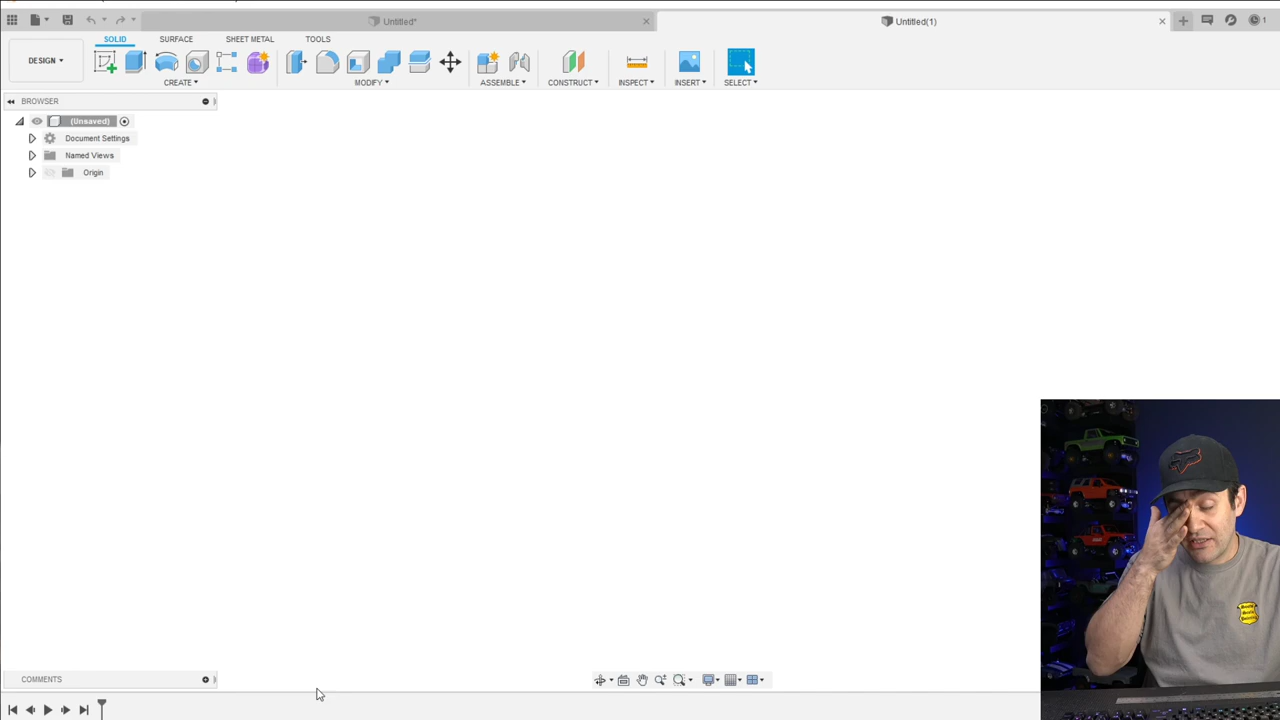 Untitled*
Untitled(1)
1
SOLID
SURFACE
SHEET METAL
TOOLS
DESIGN
CREATE
MODIFY
ASSEMBLE
CONSTRUCT
INSPECT
INSERT
SELECT
BROWSER
(Unsaved)
Document Settings
Named Views
Origin
COMMENTS